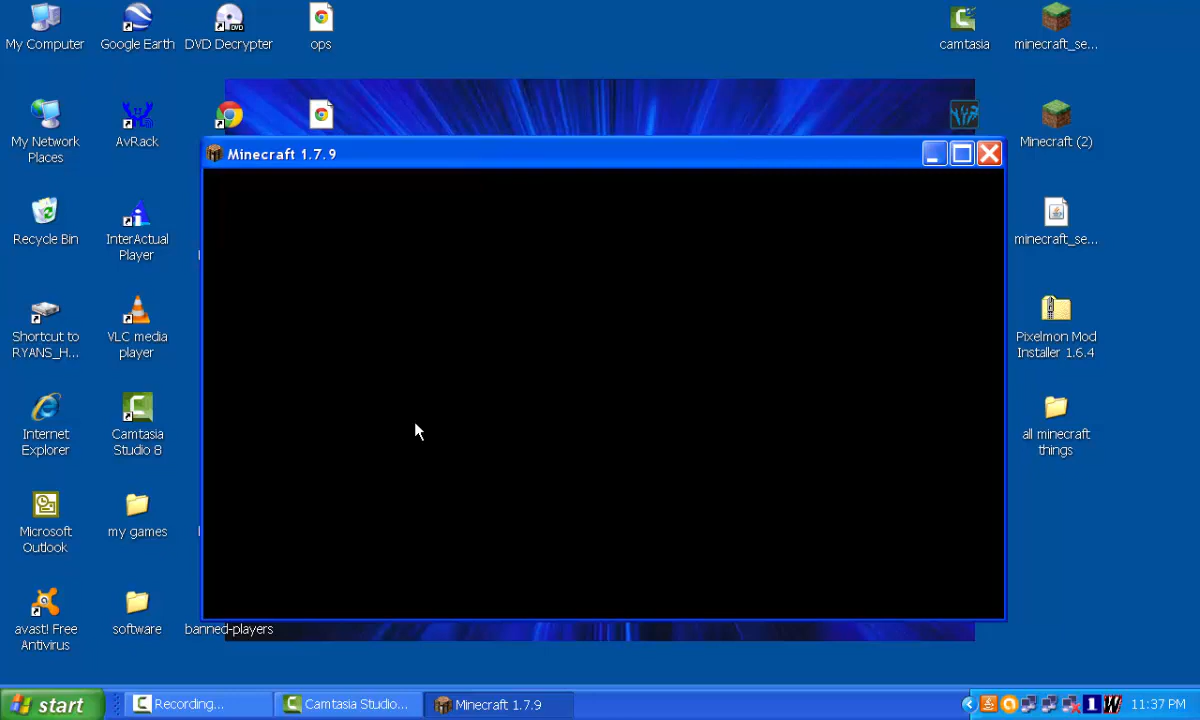 My Computer
Google Earth
DVD Decrypter
DVD
ops
camtasia
minecraft_se...
My Network
Places
AvRack
Minecraft (2)
Minecraft 1.7.9
Recycle Bin
InterActual
Player
minecraft_se...
Shortcut to
RYANS_H...
VLC media
player
Pixelmon Mod
Installer 1.6.4
Internet
Explorer
Camtasia
Studio 8
all minecraft
things
Microsoft
Outlook
my games
avast! Free
Antivirus
software
banned-players
start
Recording...
Camtasia Studio...
Minecraft 1.7.9
1
W
11:37 PM